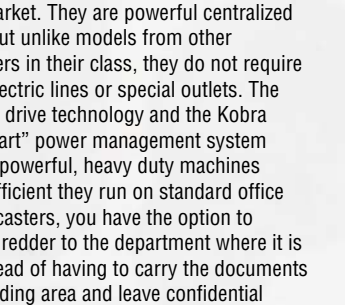 arket. They are powerful centralized
ut unlike models from other
ers in their class, they do not require
ectric lines or special outlets. The
drive technology and the Kobra
art” power management system
powerful, heavy duty machines
fficient they run on standard office
casters, you have the option to
redder to the department where it is
ead of having to carry the documents
ding area and leave confidential